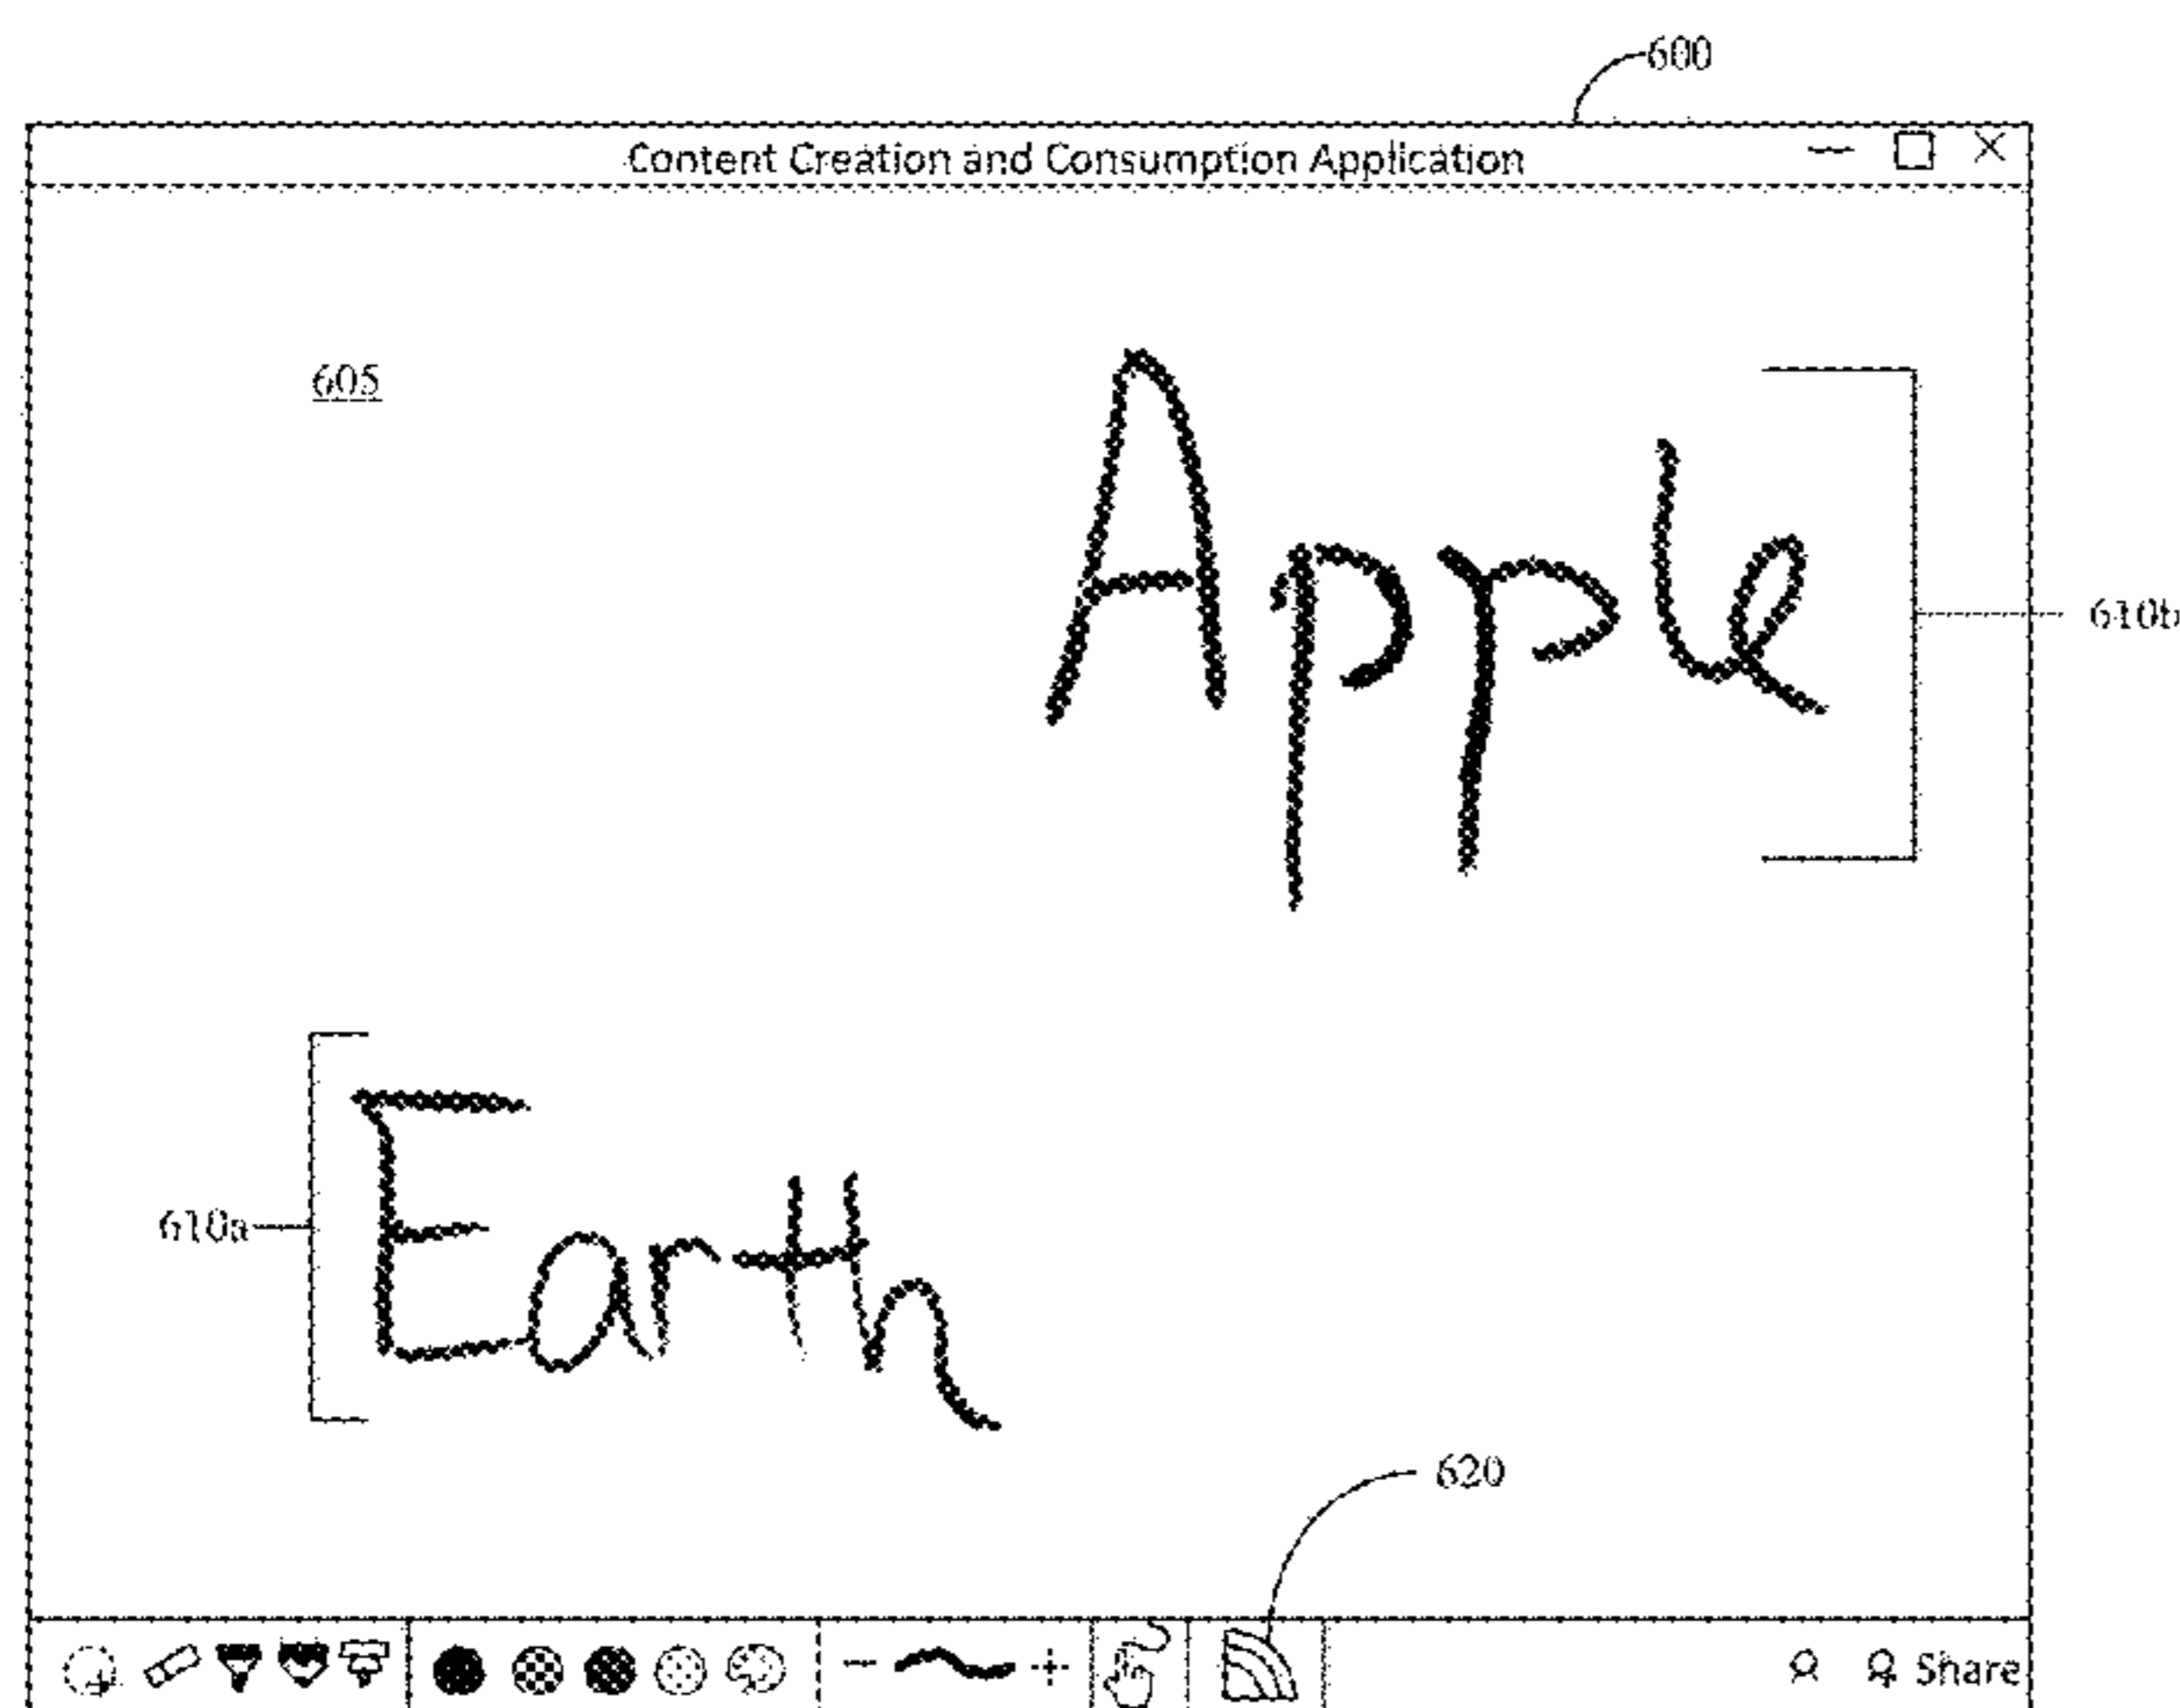 600
Content Creation and Consumption Application
605
Apple
610b
Earth
610a
620
Share